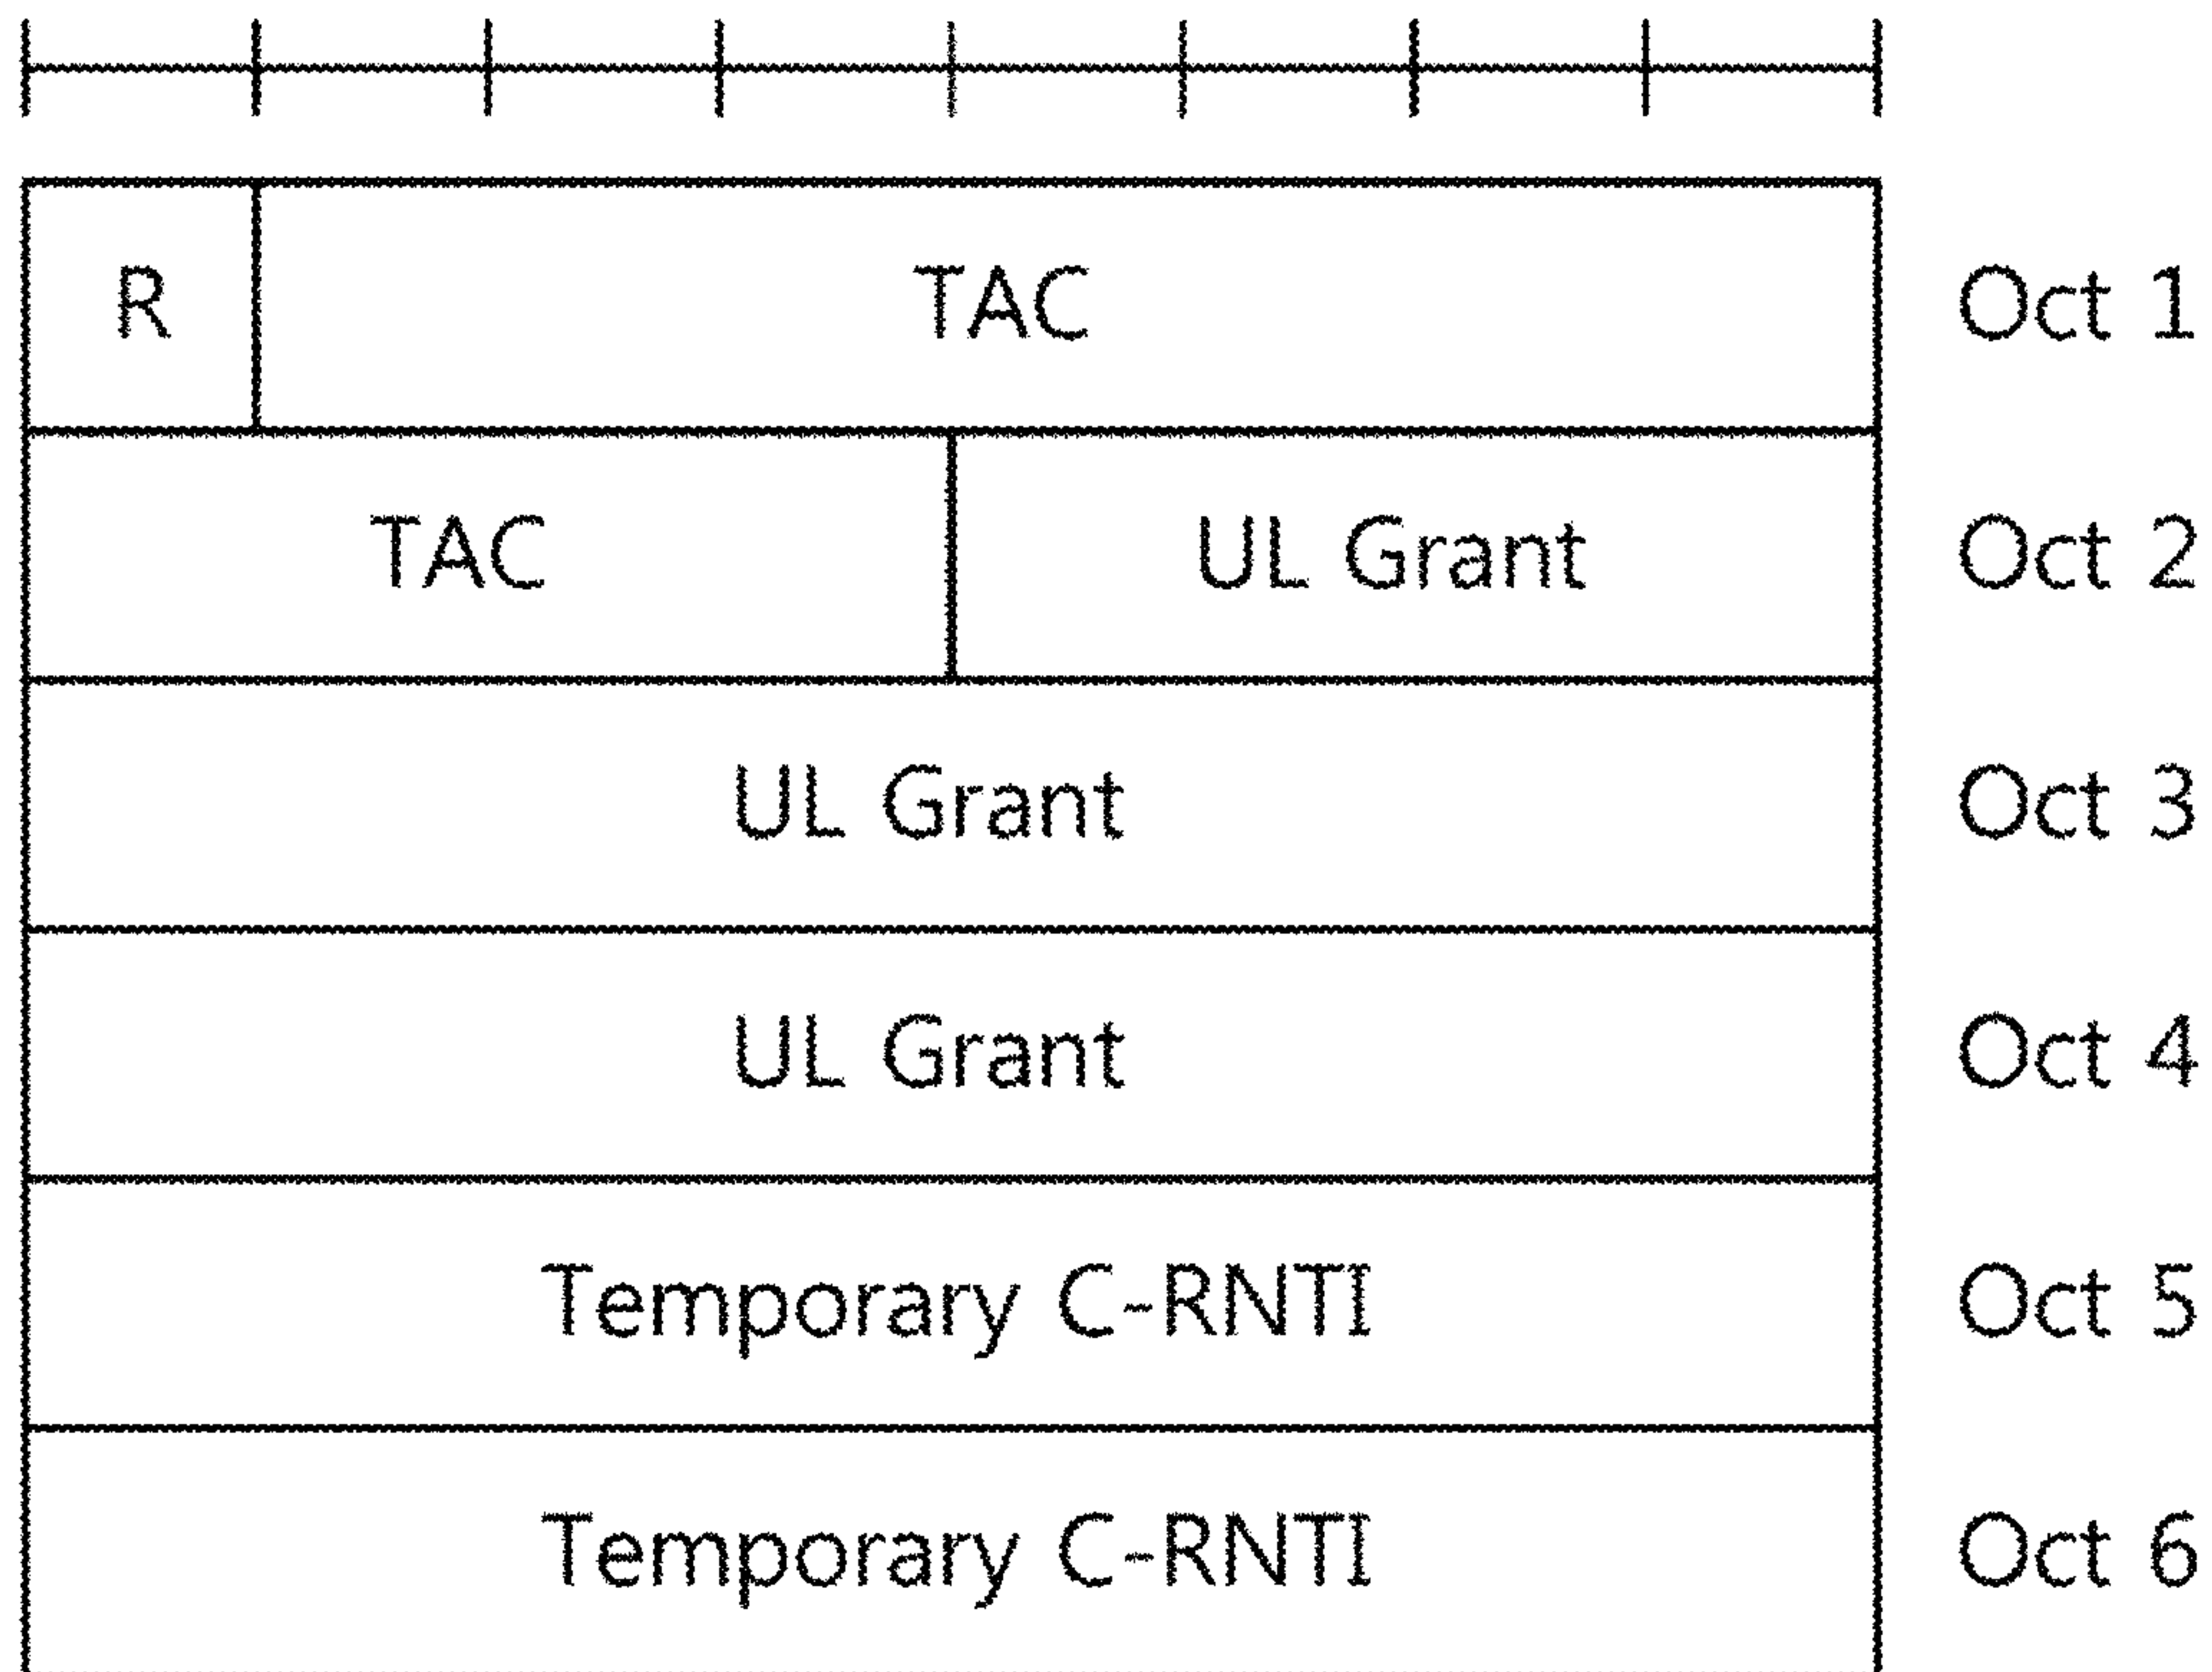 R TAC Oct 1
TAC UL Grant Oct 2
UL Grant Oct 3
UL Grant Oct 4
Temporary C-RNTI Oct 5
Temporary C-RNTI Oct 6